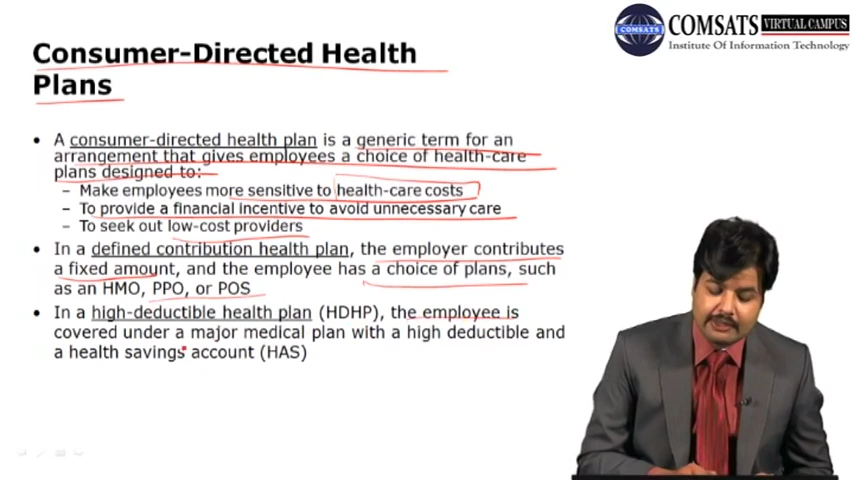 COMSATS VIRTUAL CAMPUS
COMSATS
Institute Of Information Technology
Consumer-Directed Health
Plans
• A consumer-directed health plan is a generic term for an
arrangement that gives employees a choice of health-care
plans designed to:
– Make employees more sensitive to health-care costs
– To provide a financial incentive to avoid unnecessary care
– To seek out low-cost providers
• In a defined contribution health plan, the employer contributes
a fixed amount, and the employee has a choice of plans, such
as an HMO, PPO, or POS
• In a high-deductible health plan (HDHP), the employee is
covered under a major medical plan with a high deductible and
a health savings account (HAS)